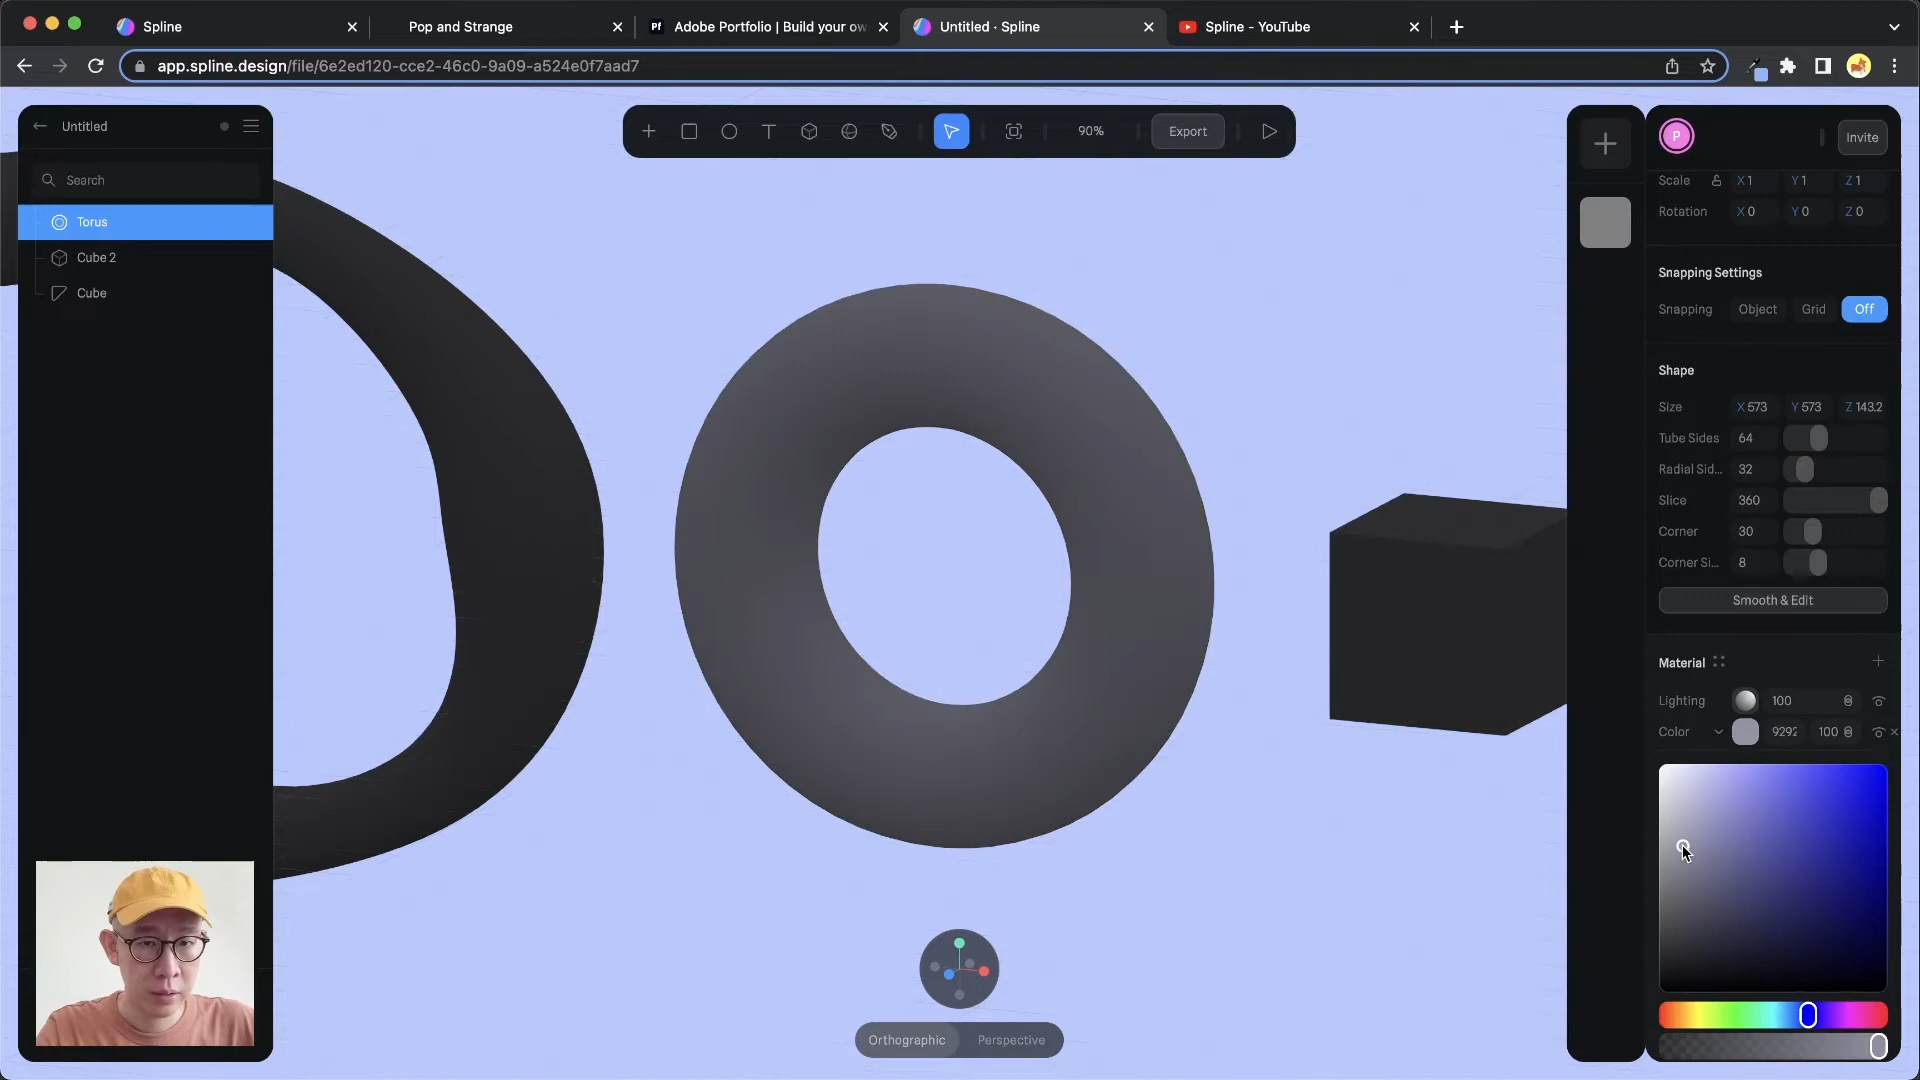 Spline
Pop and Strange
Pf Adobe Portfolio | Build your ow
Untitled · Spline
Spline - YouTube
app.spline.design/file/6e2ed120-cce2-46c0-9a09-a524e0f7aad7
Untitled
Search
Torus
Cube 2
Cube
T
90%
Export
P
Invite
Scale X 1 Y 1 Z 1
Rotation X 0 Y 0 Z 0
Snapping Settings
Snapping Object Grid Off
Shape
Size X 573 Y 573 Z 143.2
Tube Sides 64
Radial Sid... 32
Slice 360
Corner 30
Corner Si... 8
Smooth & Edit
Material
Lighting 100
Color 9292 100
Orthographic Perspective